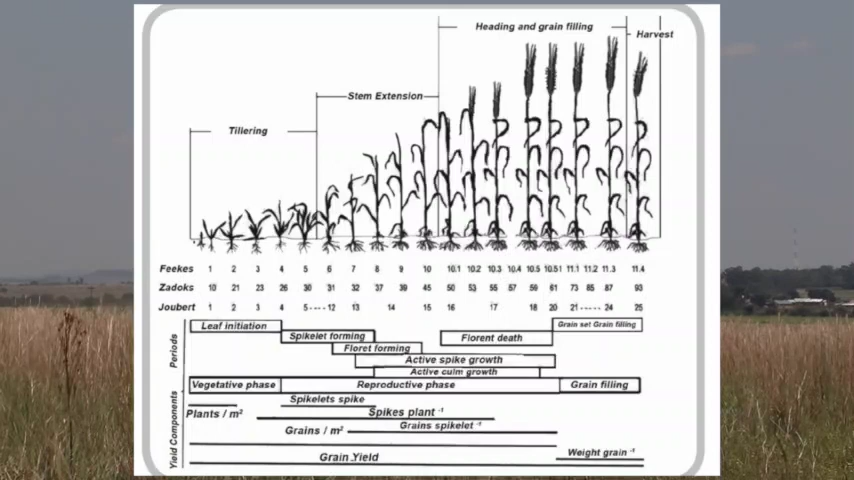 Heading and grain filling
Harvest
Stem Extension
Tillering
Feekes 1 2 3 4 5 6 7 8 9 10 10.1 10.2 10.3 10.4 10.5 10.51 11.1 11.2 11.3 11.4
Zadoks 10 21 23 26 30 31 32 37 39 45 50 53 55 57 59 61 73 85 87 93
Joubert 1 2 3 4 5----12 13 14 15 16 17 18 20 21----- 24 25
Periods
Leaf initiation
Grain set Grain filling
Spikelet forming
Florent death
Floret forming
Active spike growth
Active culm growth
Vegetative phase
Reproductive phase
Grain filling
Yield Components
Spikelets spike
Plants / m²
Spikes plant -1
Grains / m²
Grains spikelet -1
Weight grain -1
Grain Yield